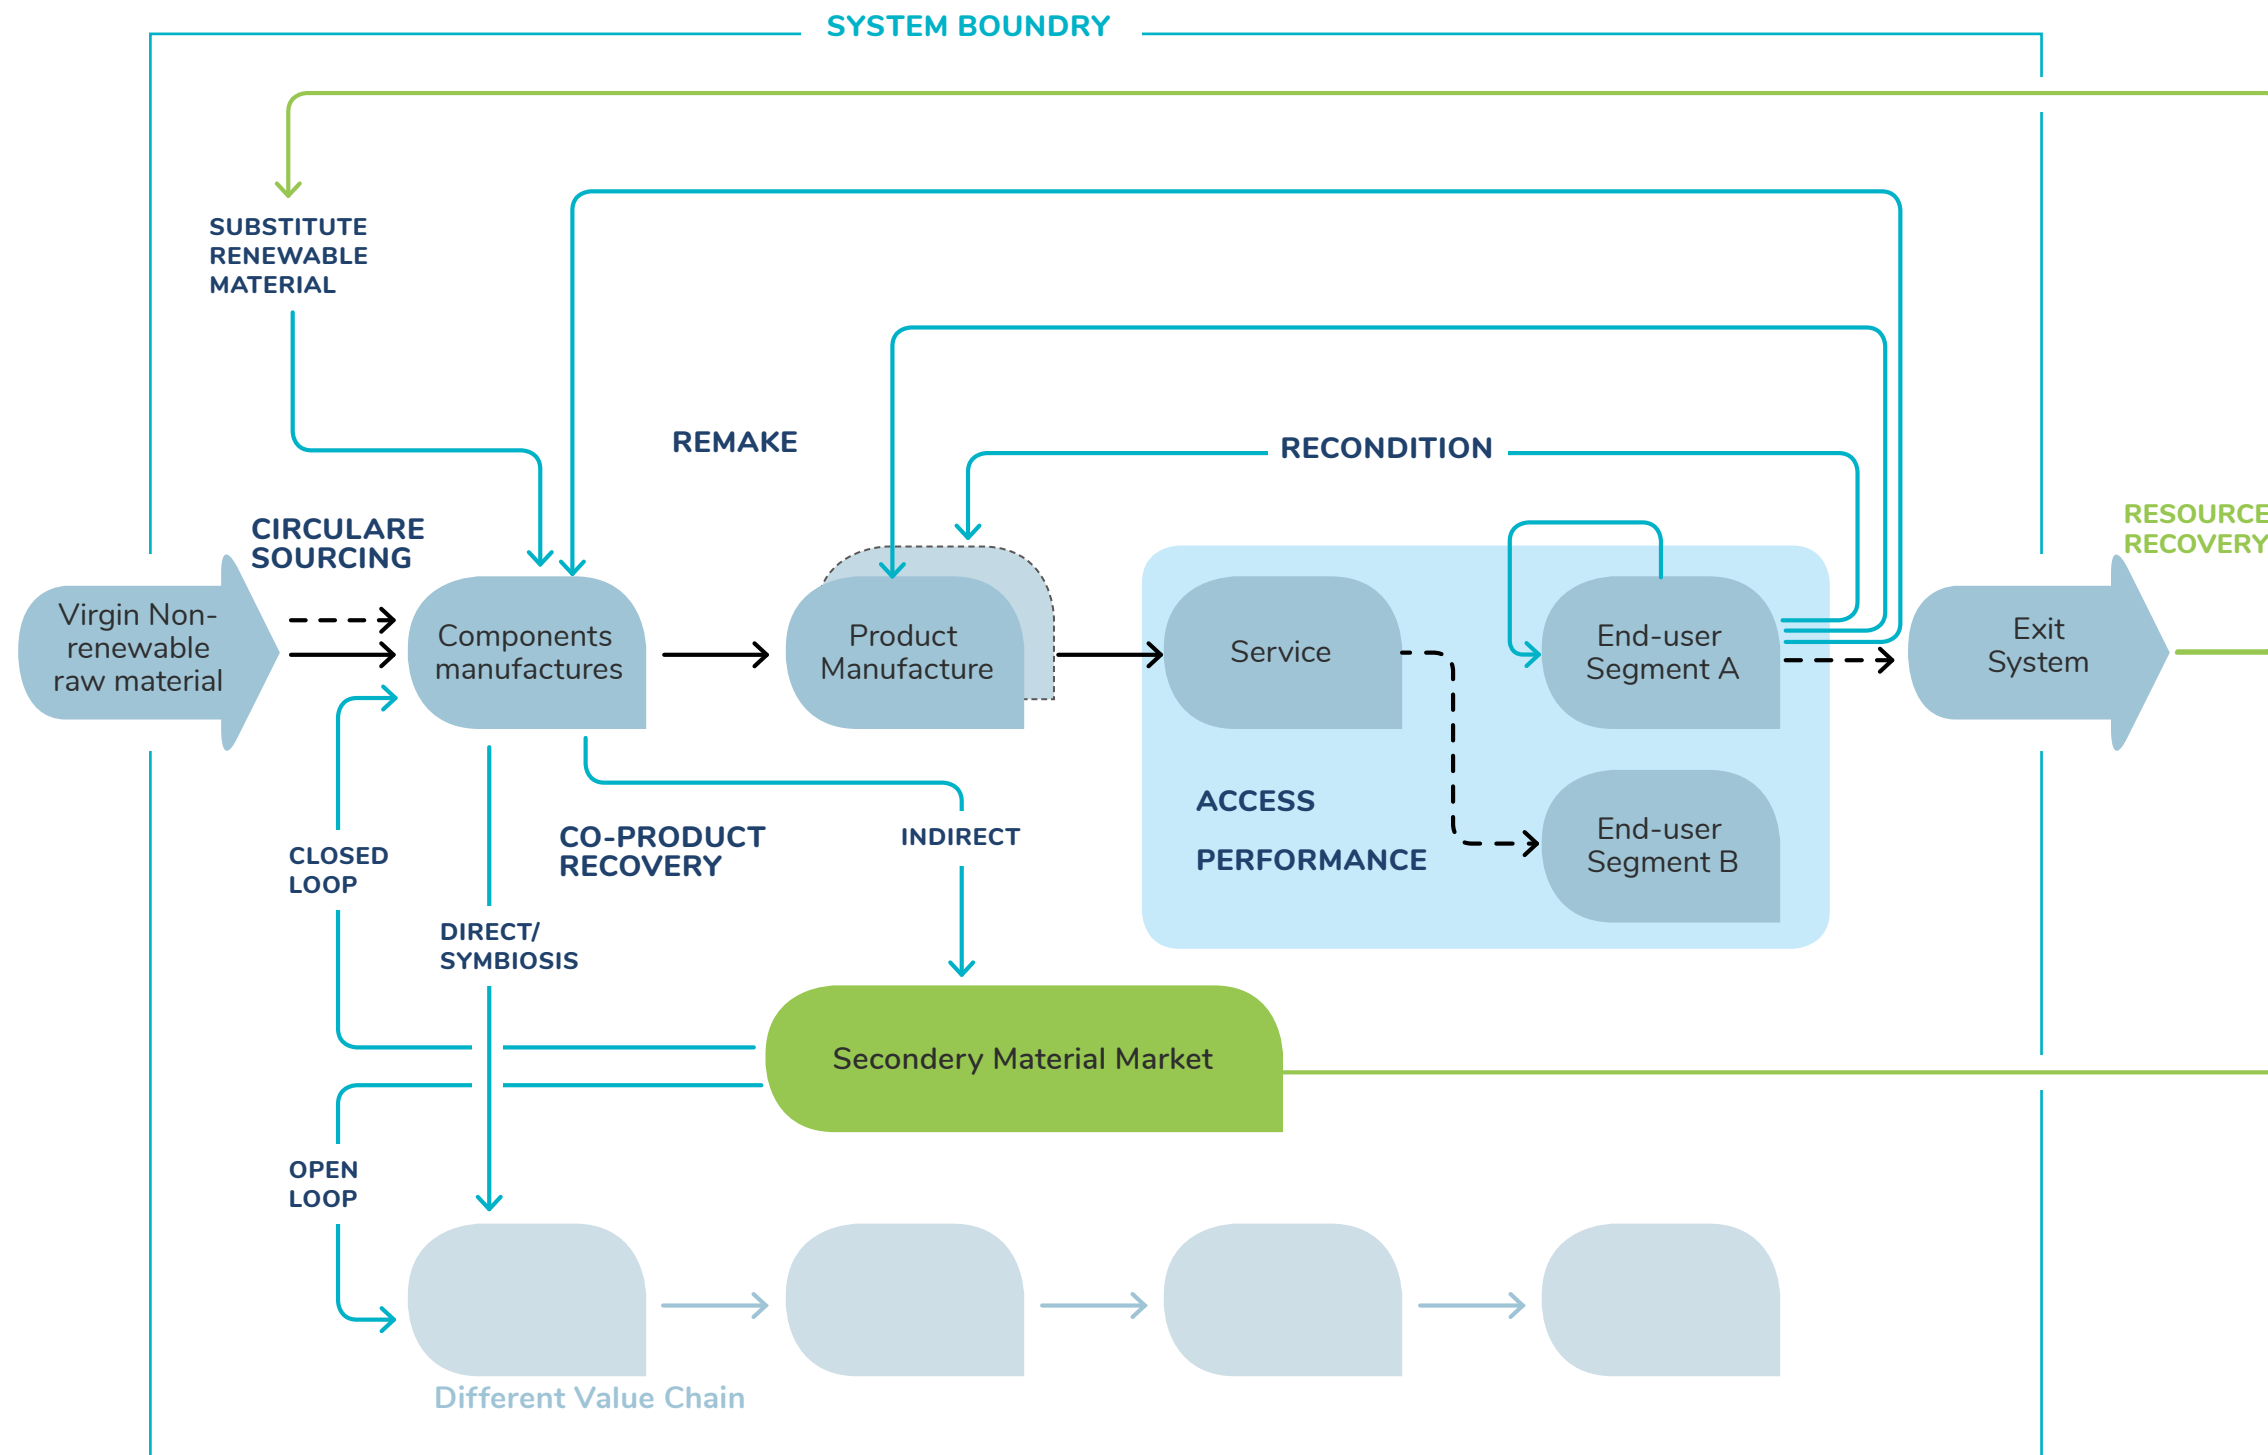 SYSTEM BOUNDRY
SUBSTITUTE
RENEWABLE
MATERIAL
REMAKE
RECONDITION
CIRCULARE
SOURCING
RESOURCE
RECOVERY
Virgin Non-
renewable
raw material
Components
manufactures
Product
Manufacture
Service
End-user
Segment A
Exit
System
ACCESS
PERFORMANCE
End-user
Segment B
CLOSED
LOOP
CO-PRODUCT
RECOVERY
INDIRECT
DIRECT/
SYMBIOSIS
Secondery Material Market
OPEN
LOOP
Different Value Chain